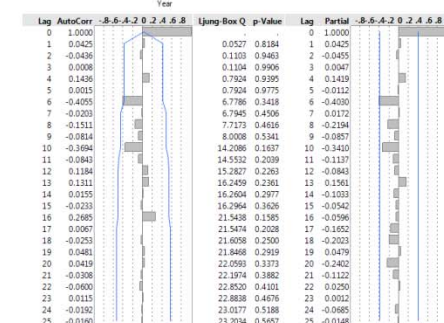 Year
Lag AutoCorr -.8-.6-.4-.2 0 .2 .4 .6 .8 Ljung-Box Q p-Value Lag Partial -.8-.6-.4-.2 0 .2 .4 .6 .8
0 1.0000 . . 0 1.0000
1 0.0425 0.0527 0.8184 1 0.0425
2 -0.0436 0.1103 0.9463 2 -0.0455
3 0.0008 0.1104 0.9906 3 0.0047
4 0.1436 0.7924 0.9395 4 0.1419
5 0.0015 0.7924 0.9775 5 -0.0112
6 -0.4055 6.7786 0.3418 6 -0.4030
7 -0.0203 6.7945 0.4506 7 0.0172
8 -0.1511 7.7173 0.4616 8 -0.2194
9 -0.0814 8.0008 0.5341 9 -0.0857
10 -0.3694 14.2086 0.1637 10 -0.3410
11 -0.0843 14.5532 0.2039 11 -0.1137
12 0.1184 15.2827 0.2263 12 -0.0843
13 0.1311 16.2459 0.2361 13 0.1561
14 0.0155 16.2604 0.2977 14 -0.1033
15 -0.0233 16.2964 0.3626 15 -0.0542
16 0.2685 21.5438 0.1585 16 -0.0596
17 0.0067 21.5474 0.2028 17 -0.1652
18 -0.0253 21.6058 0.2500 18 -0.2023
19 0.0481 21.8468 0.2919 19 0.0479
20 0.0419 22.0593 0.3373 20 -0.2402
21 -0.0308 22.1974 0.3882 21 -0.1122
22 -0.0600 22.8520 0.4101 22 0.0250
23 0.0115 22.8838 0.4676 23 0.0012
24 -0.0192 23.0177 0.5188 24 -0.0685
25 -0.0160 23.2034 0.5657 25 -0.0148